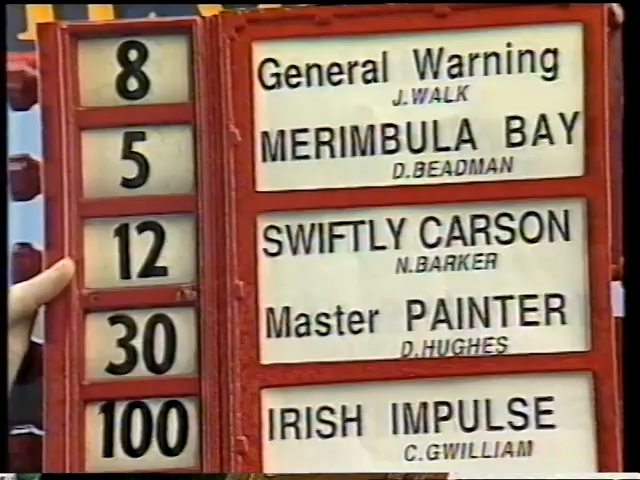 8 General Warning
J.WALK
5 MERIMBULA BAY
D.BEADMAN
12 SWIFTLY CARSON
N.BARKER
30 Master PAINTER
D.HUGHES
100 IRISH IMPULSE
C.GWILLIAM